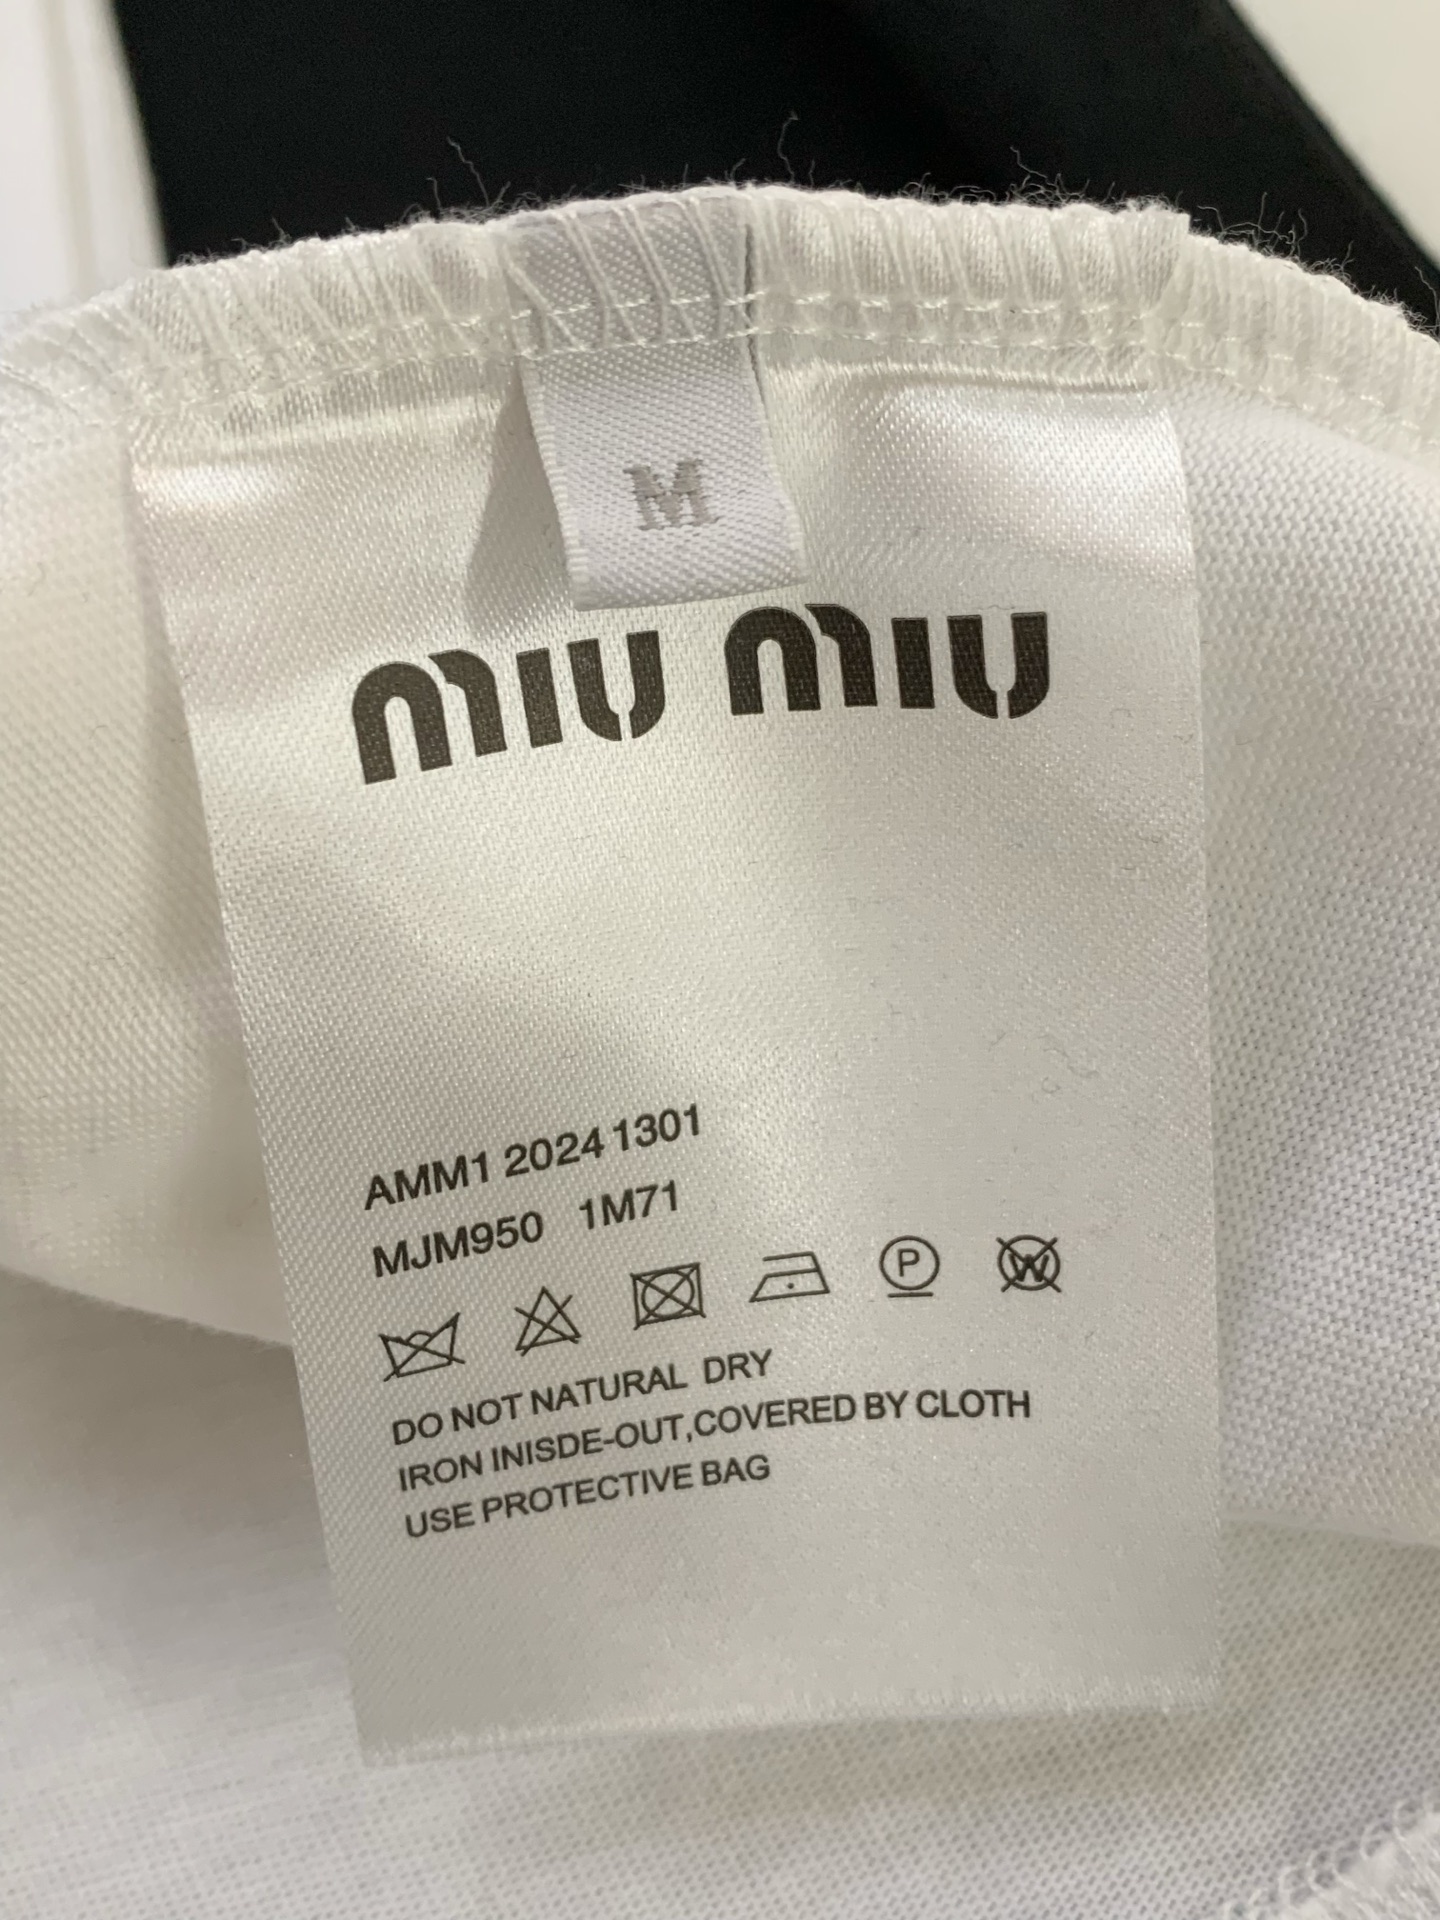 M
miu miu
AMM1 2024 1301
MJM950 1M71
P W
DO NOT NATURAL DRY
IRON INISDE-OUT,COVERED BY CLOTH
USE PROTECTIVE BAG